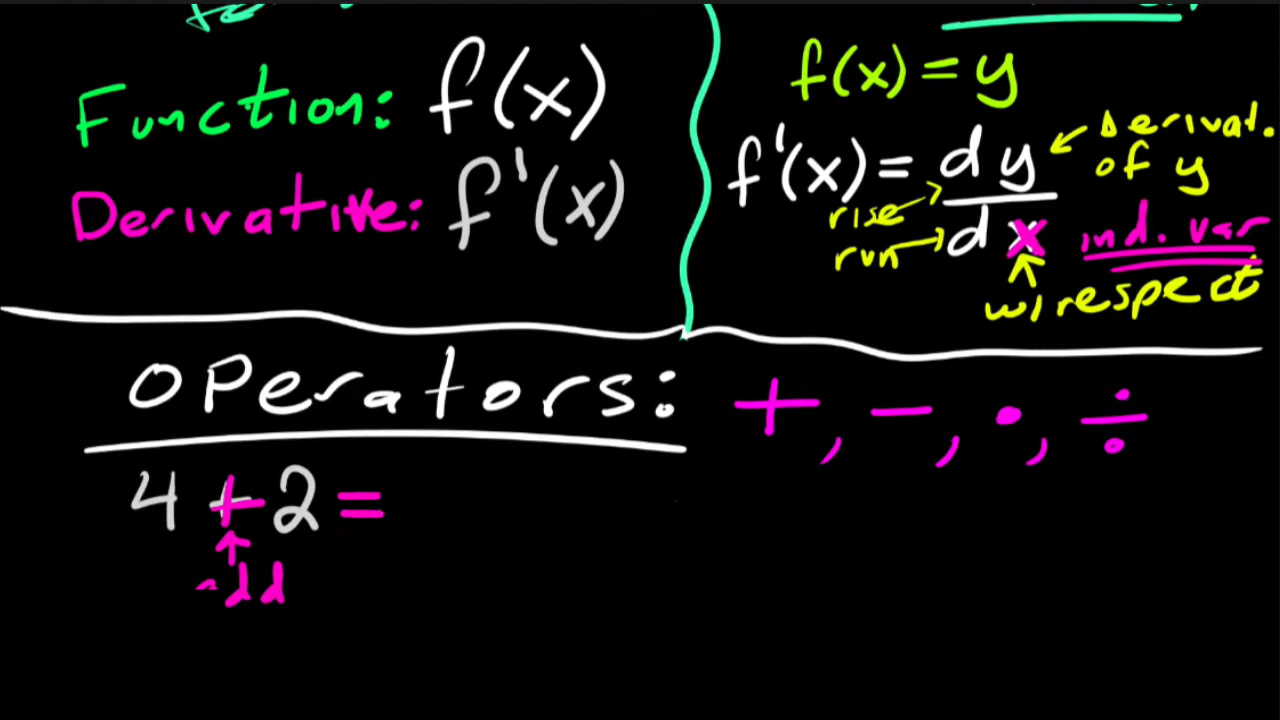 Function: f(x)
Derivative: f'(x)
f(x) = y
f'(x) = dy/dx
Derivat. of y
rise
run
ind. var
w/ respect
Operators: +, −, •, ÷
4 + 2 =
add